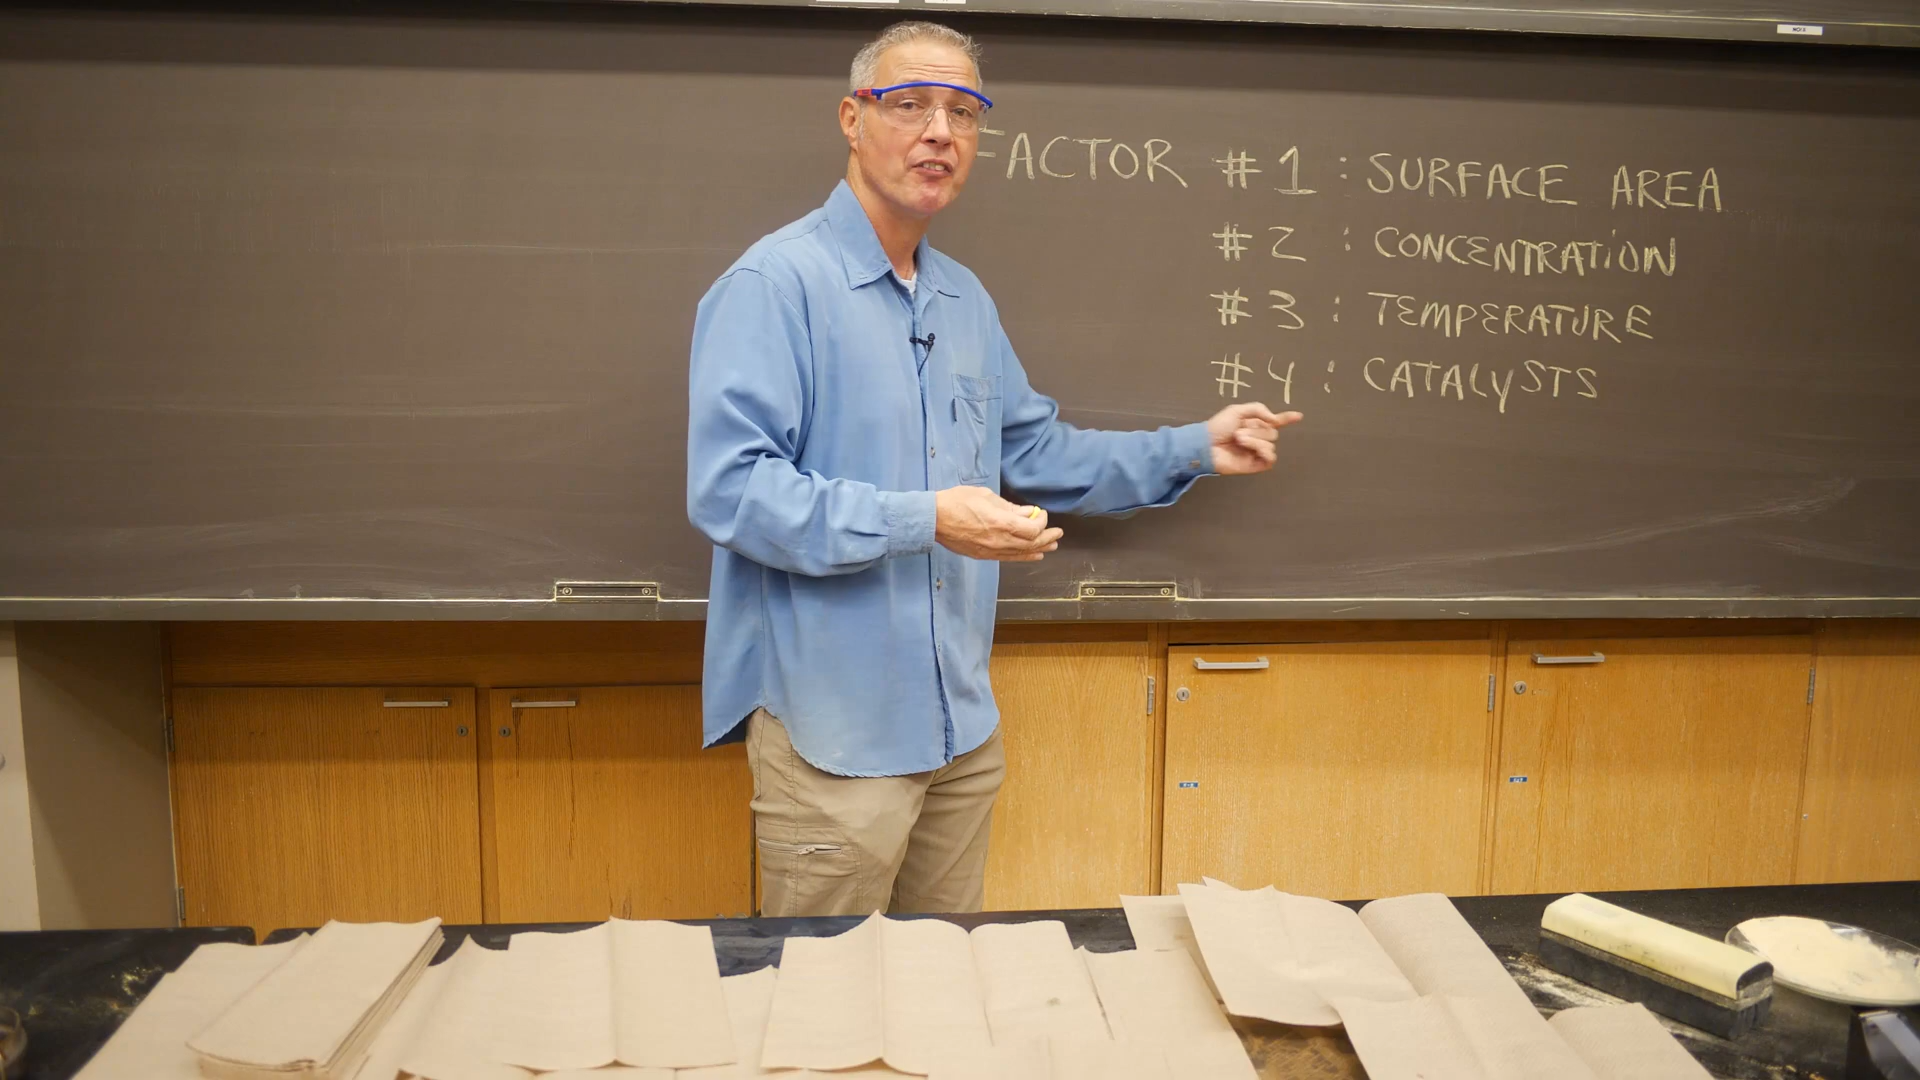 FACTOR #1 : SURFACE AREA
#2 : CONCENTRATION
#3 : TEMPERATURE
#4 : CATALYSTS